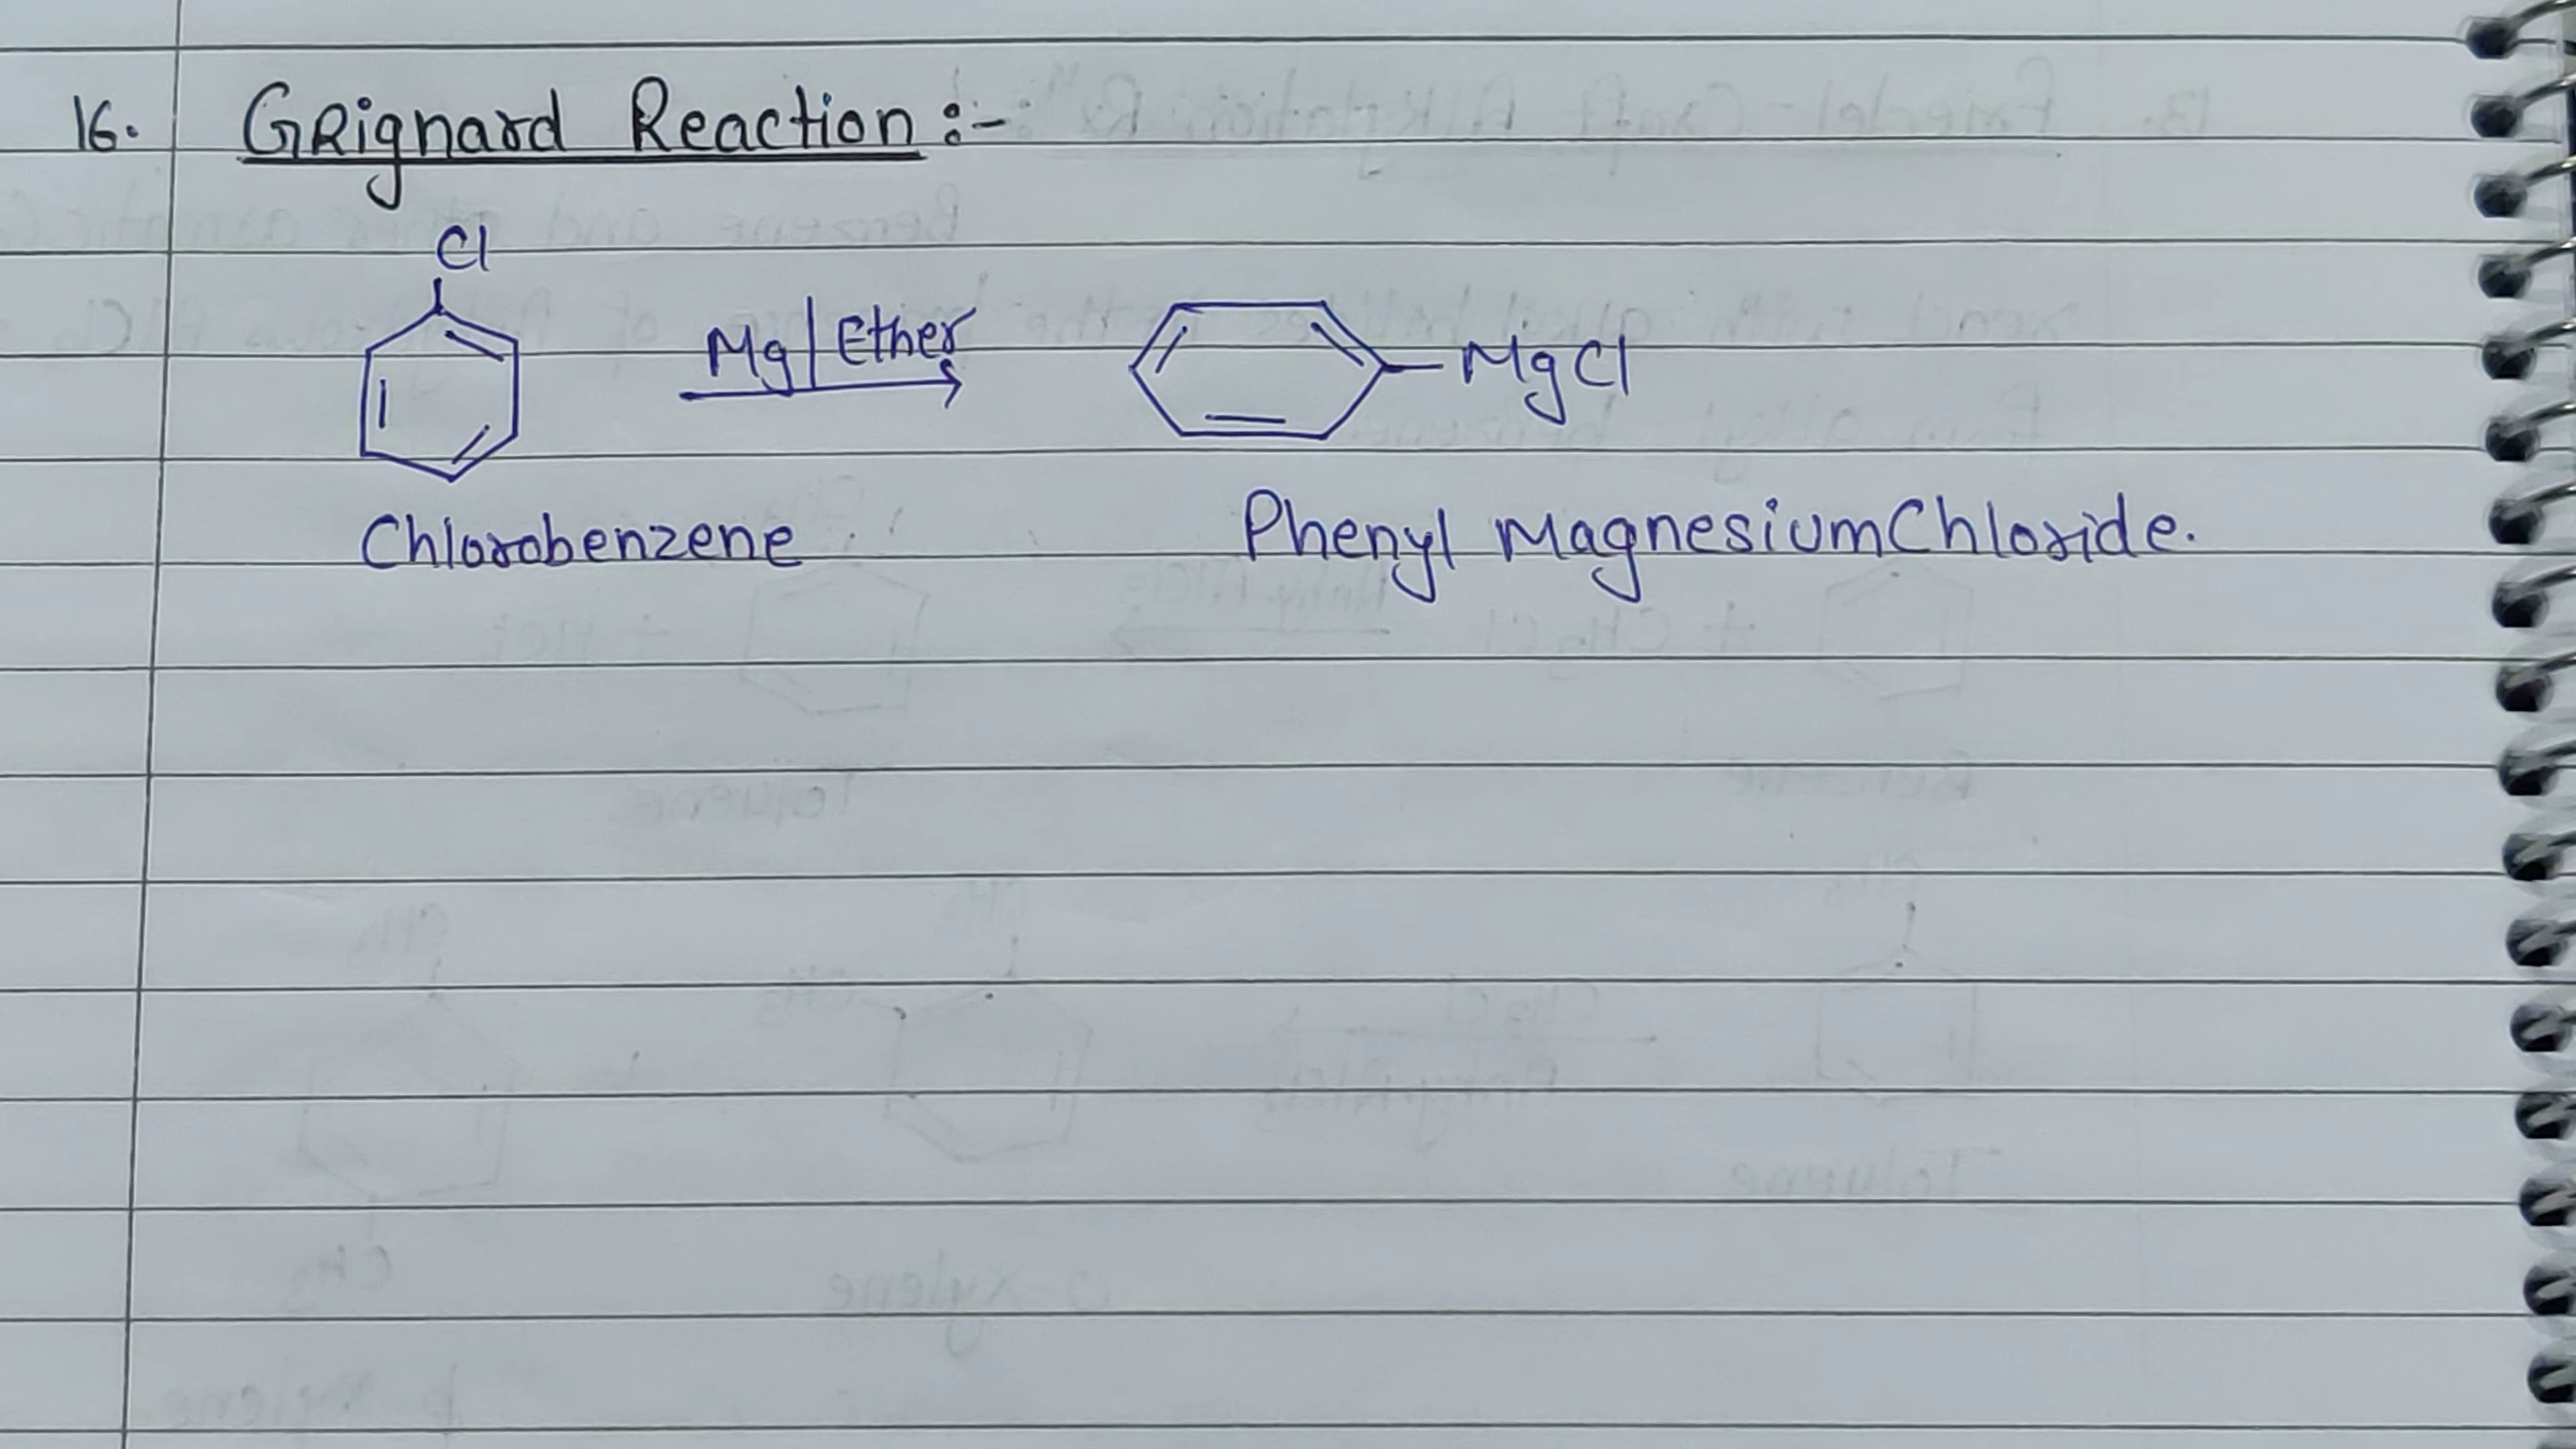 16. GRignard Reaction :-
Cl
Mg | Ether
MgCl
Chlorobenzene
Phenyl MagnesiumChloride.